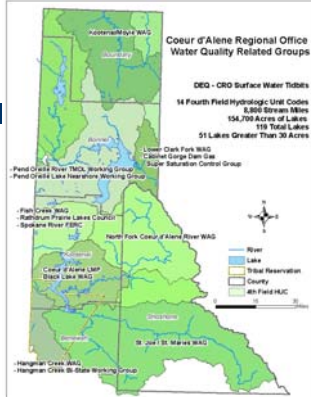 Coeur d'Alene Regional Office
Water Quality Related Groups
DEQ - CRO Surface Water Tidbits
14 Fourth Field Hydrologic Unit Codes
8,800 Stream Miles
154,700 Acres of Lakes
119 Total Lakes
51 Lakes Greater Than 30 Acres
Kootenai/Moyie WAG
Boundary
Bonner
Lower Clark Fork WAG
Cabinet Gorge Dam Gas
Super Saturation Control Group
- Pend Oreille River TMDL Working Group
- Pend Oreille Lake Nearshore Working Group
- Fish Creek WAG
- Rathdrum Prairie Lakes Council
- Spokane River FERC
North Fork Coeur d'Alene River WAG
Kootenai
Coeur d'Alene LMP
Black Lake WAG
Shoshone
Benewah
St. Joe / St. Maries WAG
- Hangman Creek WAG
- Hangman Creek Bi-State Working Group
River
Lake
Tribal Reservation
County
4th Field HUC
Miles